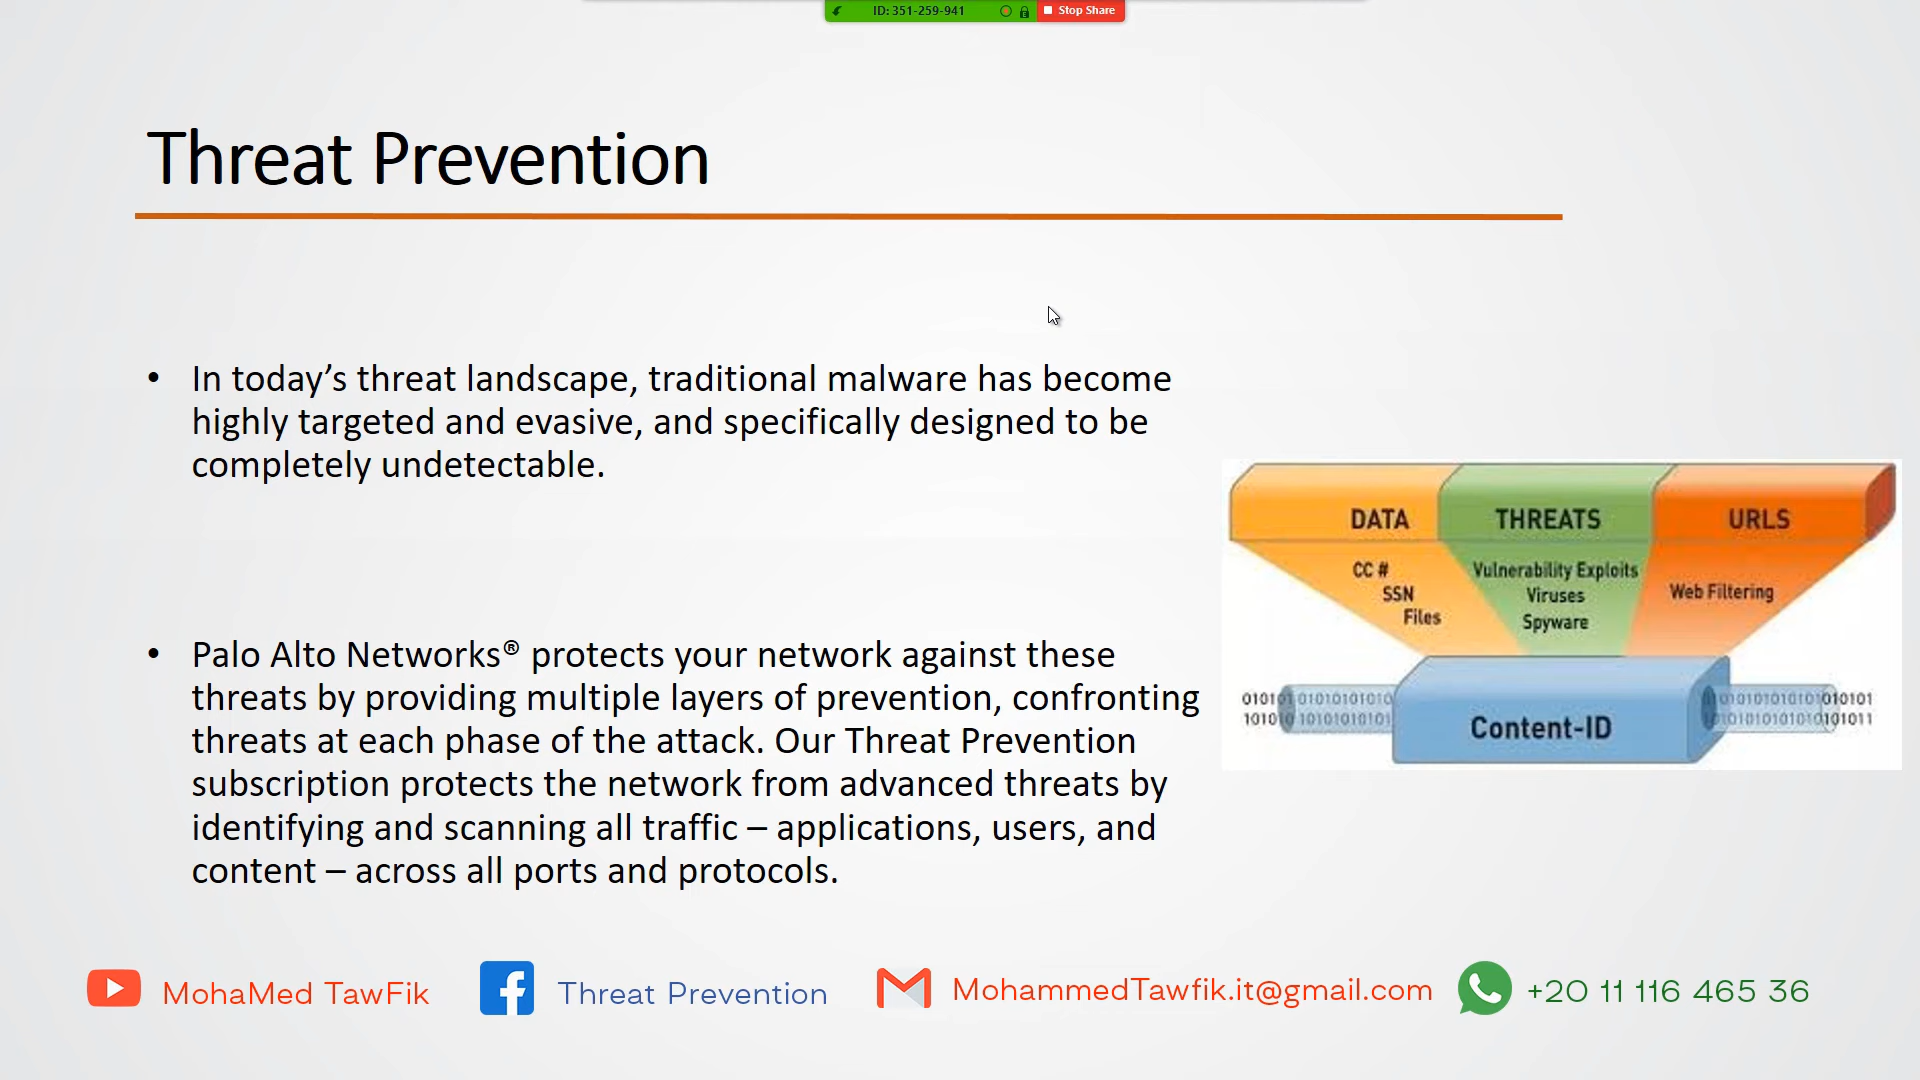 ID: 351-259-941
Stop Share
Threat Prevention
• In today’s threat landscape, traditional malware has become
highly targeted and evasive, and specifically designed to be
completely undetectable.
• Palo Alto Networks® protects your network against these
threats by providing multiple layers of prevention, confronting
threats at each phase of the attack. Our Threat Prevention
subscription protects the network from advanced threats by
identifying and scanning all traffic – applications, users, and
content – across all ports and protocols.
DATA
THREATS
URLS
CC #
SSN
Files
Vulnerability Exploits
Viruses
Spyware
Web Filtering
Content-ID
MohaMed TawFik
Threat Prevention
MohammedTawfik.it@gmail.com
+20 11 116 465 36